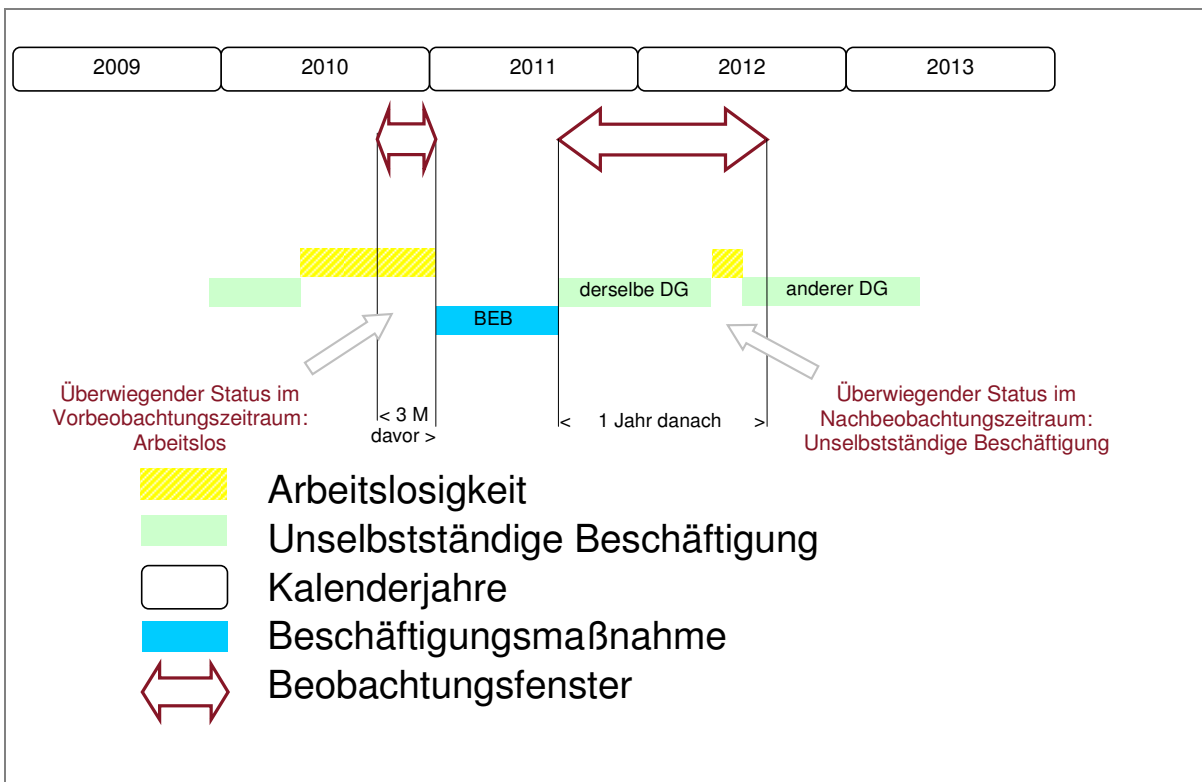 2009
2010
2011
2012
2013
derselbe DG
anderer DG
BEB
Überwiegender Status im
Vorbeobachtungszeitraum:
Arbeitslos
< 3 M
davor >
< 1 Jahr danach >
Überwiegender Status im
Nachbeobachtungszeitraum:
Unselbstständige Beschäftigung
Arbeitslosigkeit
Unselbstständige Beschäftigung
Kalenderjahre
Beschäftigungsmaßnahme
Beobachtungsfenster